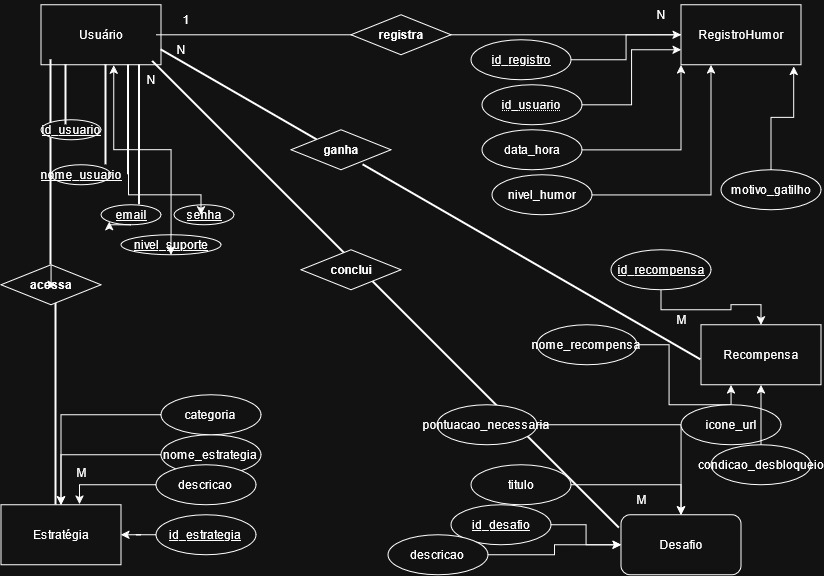 Usuário
1
registra
N
RegistroHumor
N
id_registro
N
id_usuario
id_usuario
ganha
data_hora
nome_usuario
nivel_humor
motivo_gatilho
email
senha
nivel_suporte
conclui
id_recompensa
acessa
M
nome_recompensa
Recompensa
categoria
pontuacao_necessaria
icone_url
nome_estrategia
condicao_desbloqueio
M
descricao
titulo
M
id_desafio
Estratégia
id_estrategia
Desafio
descricao